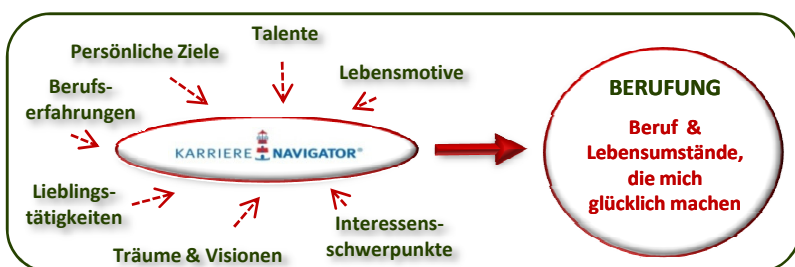 Talente
Persönliche Ziele
Lebensmotive
Berufs-
erfahrungen
KARRIERE NAVIGATOR®
Lieblings-
tätigkeiten
Träume & Visionen
Interessens-
schwerpunkte
BERUFUNG
Beruf &
Lebensumstände,
die mich
glücklich machen